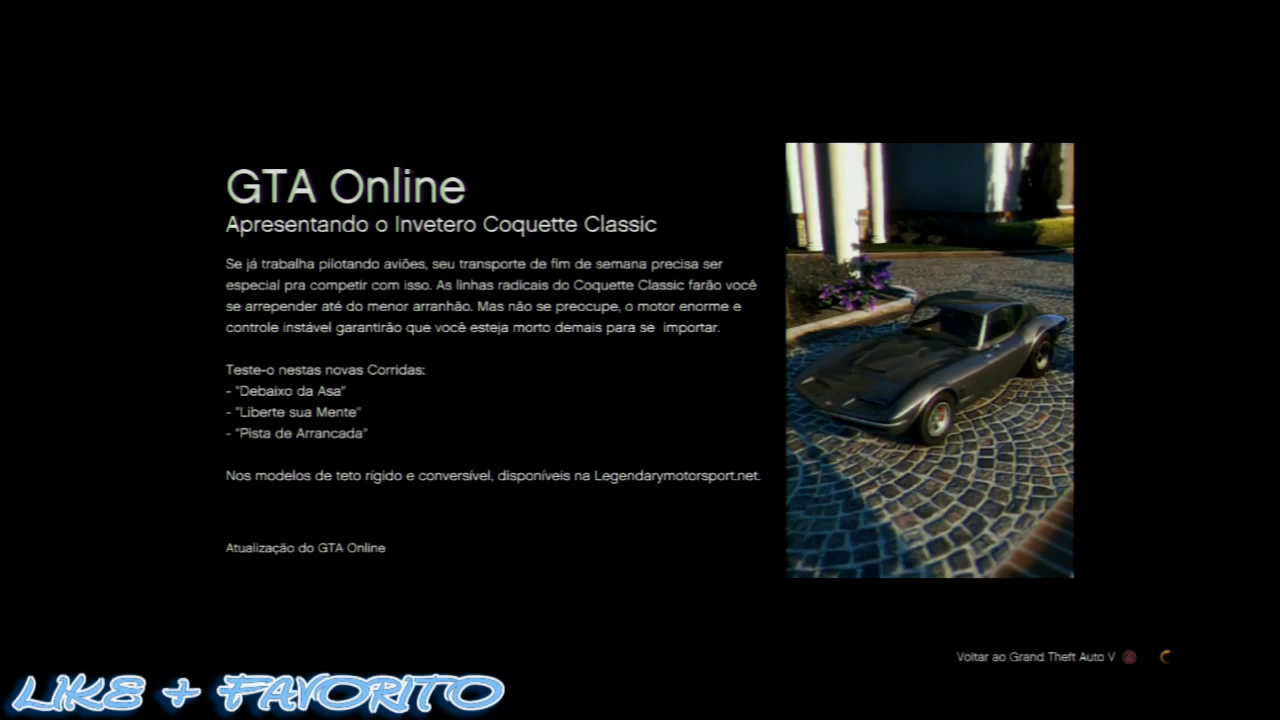 GTA Online
Apresentando o Invetero Coquette Classic
Se já trabalha pilotando aviões, seu transporte de fim de semana precisa ser
especial pra competir com isso. As linhas radicais do Coquette Classic farão você
se arrepender até do menor arranhão. Mas não se preocupe, o motor enorme e
controle instável garantirão que você esteja morto demais para se importar.
Teste-o nestas novas Corridas:
- "Debaixo da Asa"
- "Liberte sua Mente"
- "Pista de Arrancada"
Nos modelos de teto rígido e conversível, disponíveis na Legendarymotorsport.net.
Atualização do GTA Online
Voltar ao Grand Theft Auto V
LIKE + FAVORITO